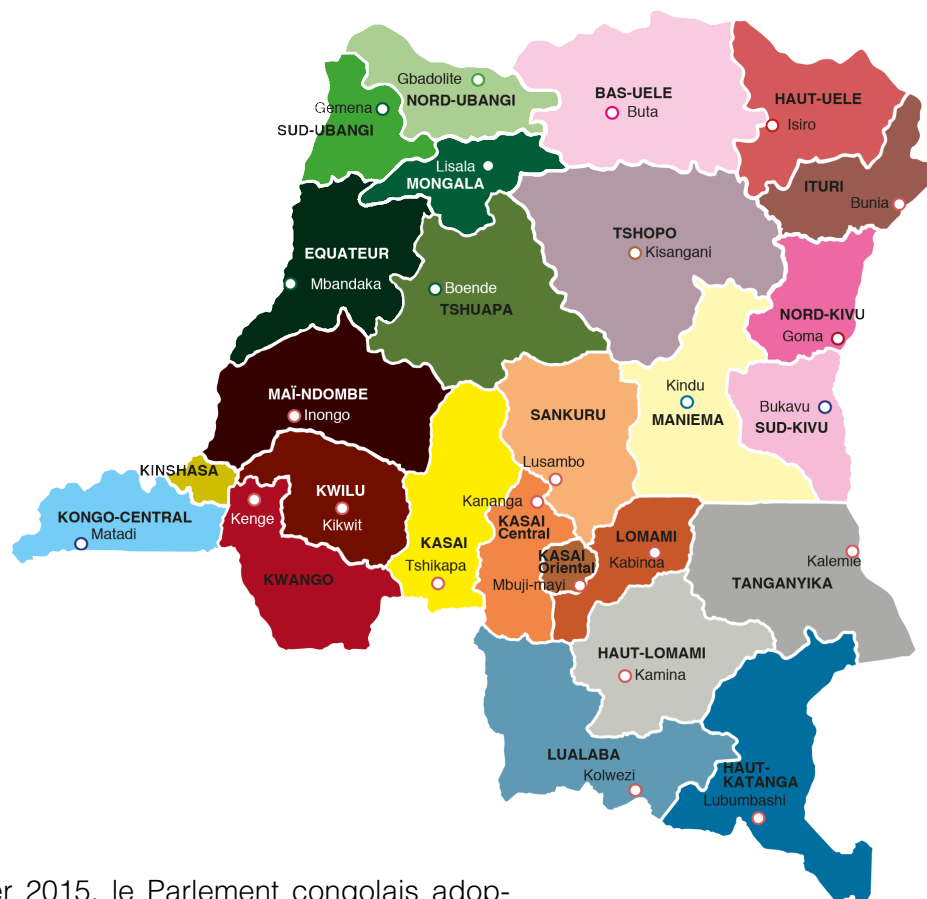 Gbadolite
NORD-UBANGI
BAS-UELE
Buta
HAUT-UELE
Isiro
Gemena
SUD-UBANGI
Lisala
MONGALA
ITURI
Bunia
EQUATEUR
Mbandaka
TSHOPO
Kisangani
Boende
TSHUAPA
NORD-KIVU
Goma
MAÏ-NDOMBE
Inongo
SANKURU
Lusambo
Kindu
MANIEMA
Bukavu
SUD-KIVU
KINSHASA
KONGO-CENTRAL
Matadi
Kenge
KWANGO
KWILU
Kikwit
KASAI
Tshikapa
Kananga
KASAI
Central
KASAI
Oriental
Mbuji-mayi
LOMAMI
Kabinda
TANGANYIKA
Kalemie
HAUT-LOMAMI
Kamina
LUALABA
Kolwezi
HAUT-
KATANGA
Lubumbashi
er 2015, le Parlement congolais adop-